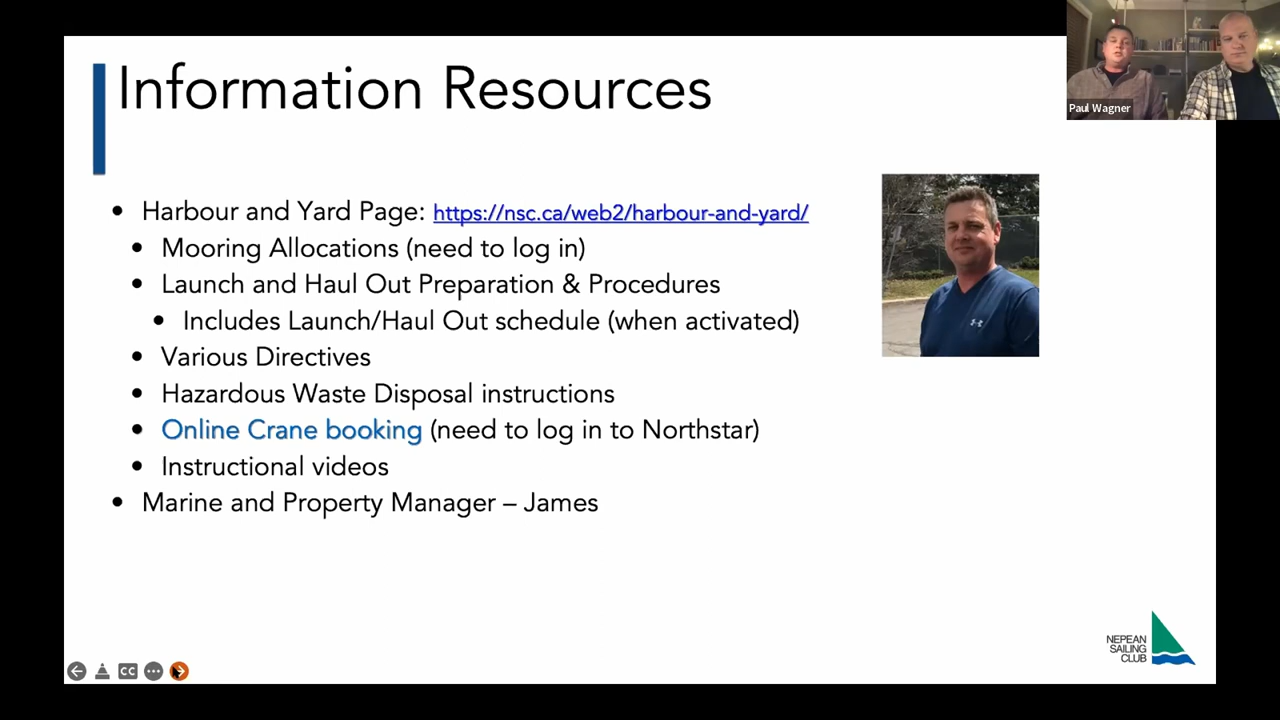 Information Resources
Paul Wagner
• Harbour and Yard Page: https://nsc.ca/web2/harbour-and-yard/
• Mooring Allocations (need to log in)
• Launch and Haul Out Preparation & Procedures
• Includes Launch/Haul Out schedule (when activated)
• Various Directives
• Hazardous Waste Disposal instructions
• Online Crane booking (need to log in to Northstar)
• Instructional videos
• Marine and Property Manager – James
NEPEAN
SAILING
CLUB
CC